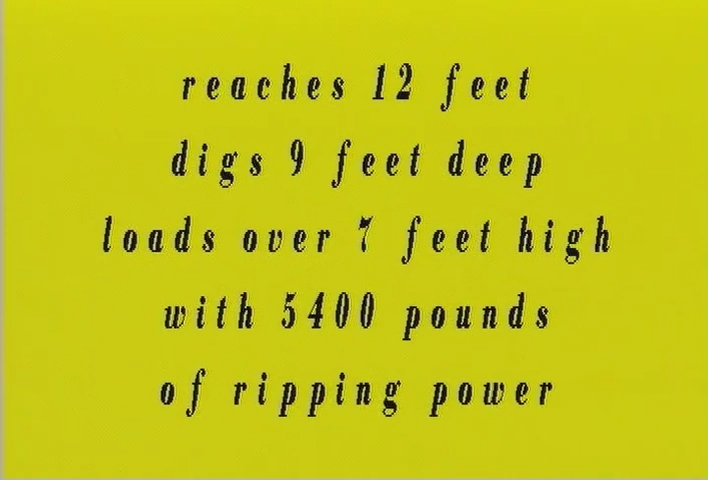 reaches 12 feet
digs 9 feet deep
loads over 7 feet high
with 5400 pounds
of ripping power